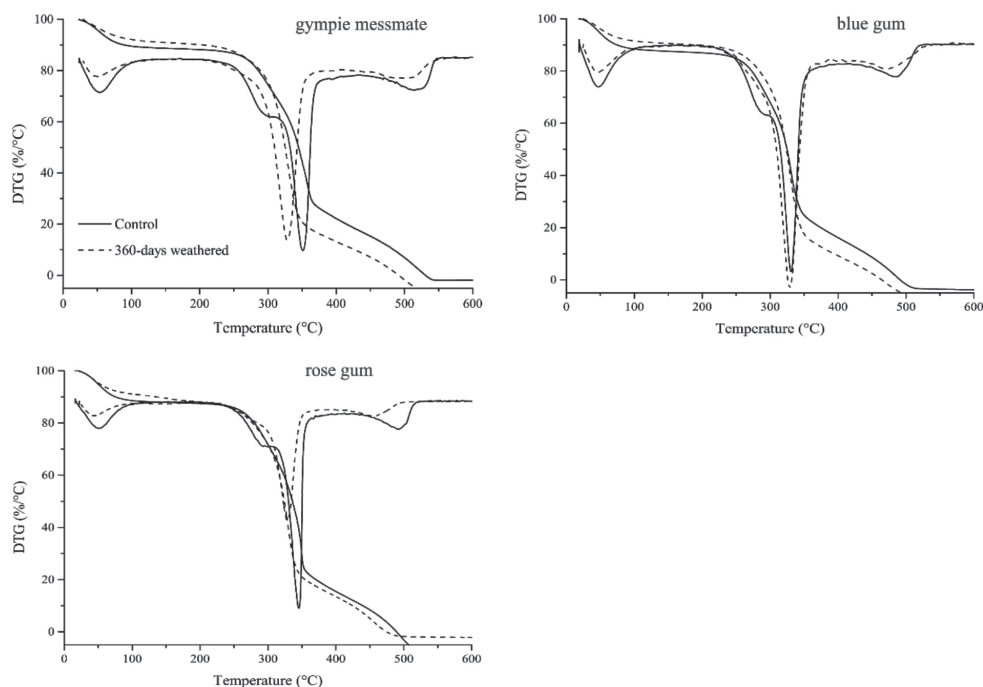 gympie messmate
100
80
60
40
20
0
DTG (%/°C)
Control
360-days weathered
0 100 200 300 400 500 600
Temperature (°C)
blue gum
100
80
60
40
20
0
DTG (%/°C)
0 100 200 300 400 500 600
Temperature (°C)
rose gum
100
80
60
40
20
0
DTG (%/°C)
0 100 200 300 400 500 600
Temperature (°C)